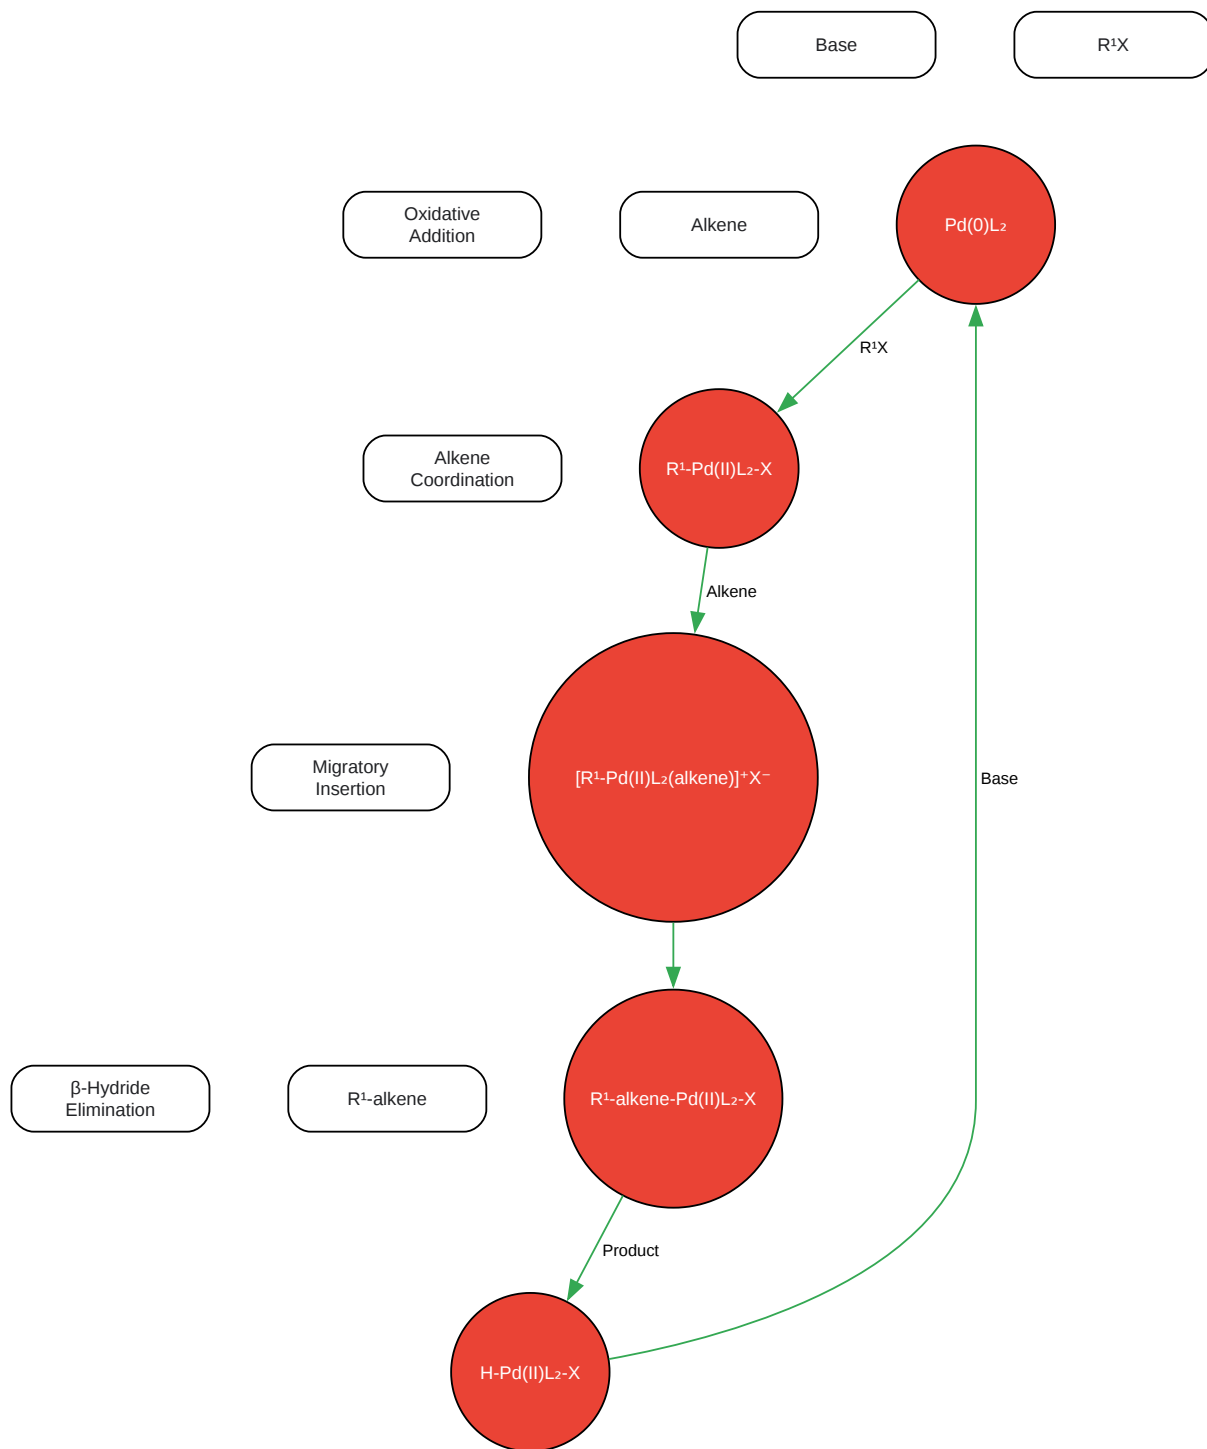 Base
R¹X
Oxidative
Addition
Alkene
Pd(0)L₂
R¹X
Alkene
Coordination
R¹-Pd(II)L₂-X
Alkene
Migratory
Insertion
[R¹-Pd(II)L₂(alkene)]⁺X⁻
Base
β-Hydride
Elimination
R¹-alkene
R¹-alkene-Pd(II)L₂-X
Product
H-Pd(II)L₂-X